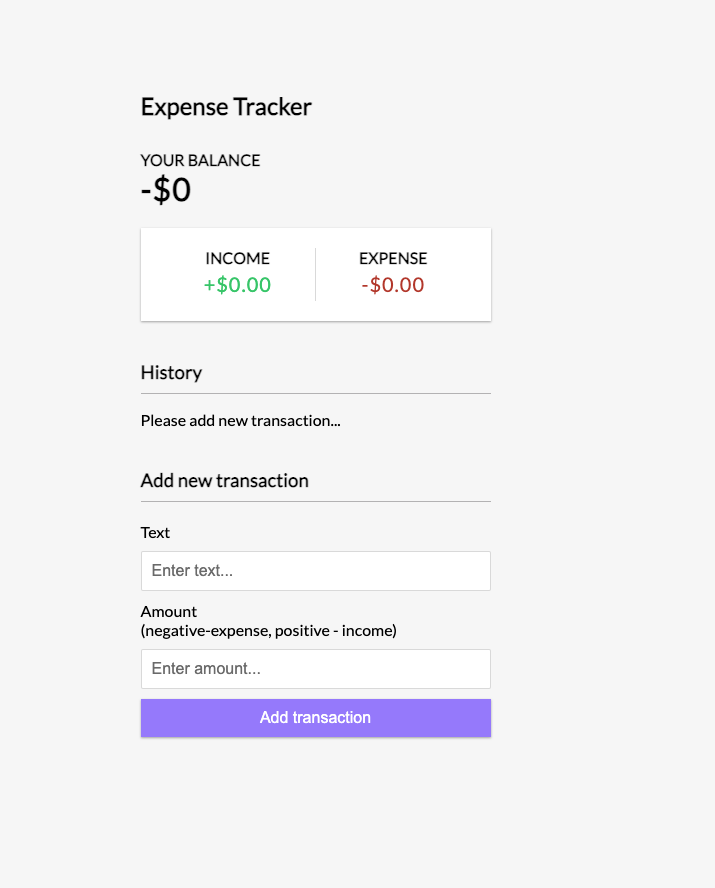 Expense Tracker
YOUR BALANCE
-$0
INCOME
EXPENSE
+$0.00
-$0.00
History
Please add new transaction...
Add new transaction
Text
Enter text...
Amount
(negative-expense, positive - income)
Enter amount...
Add transaction